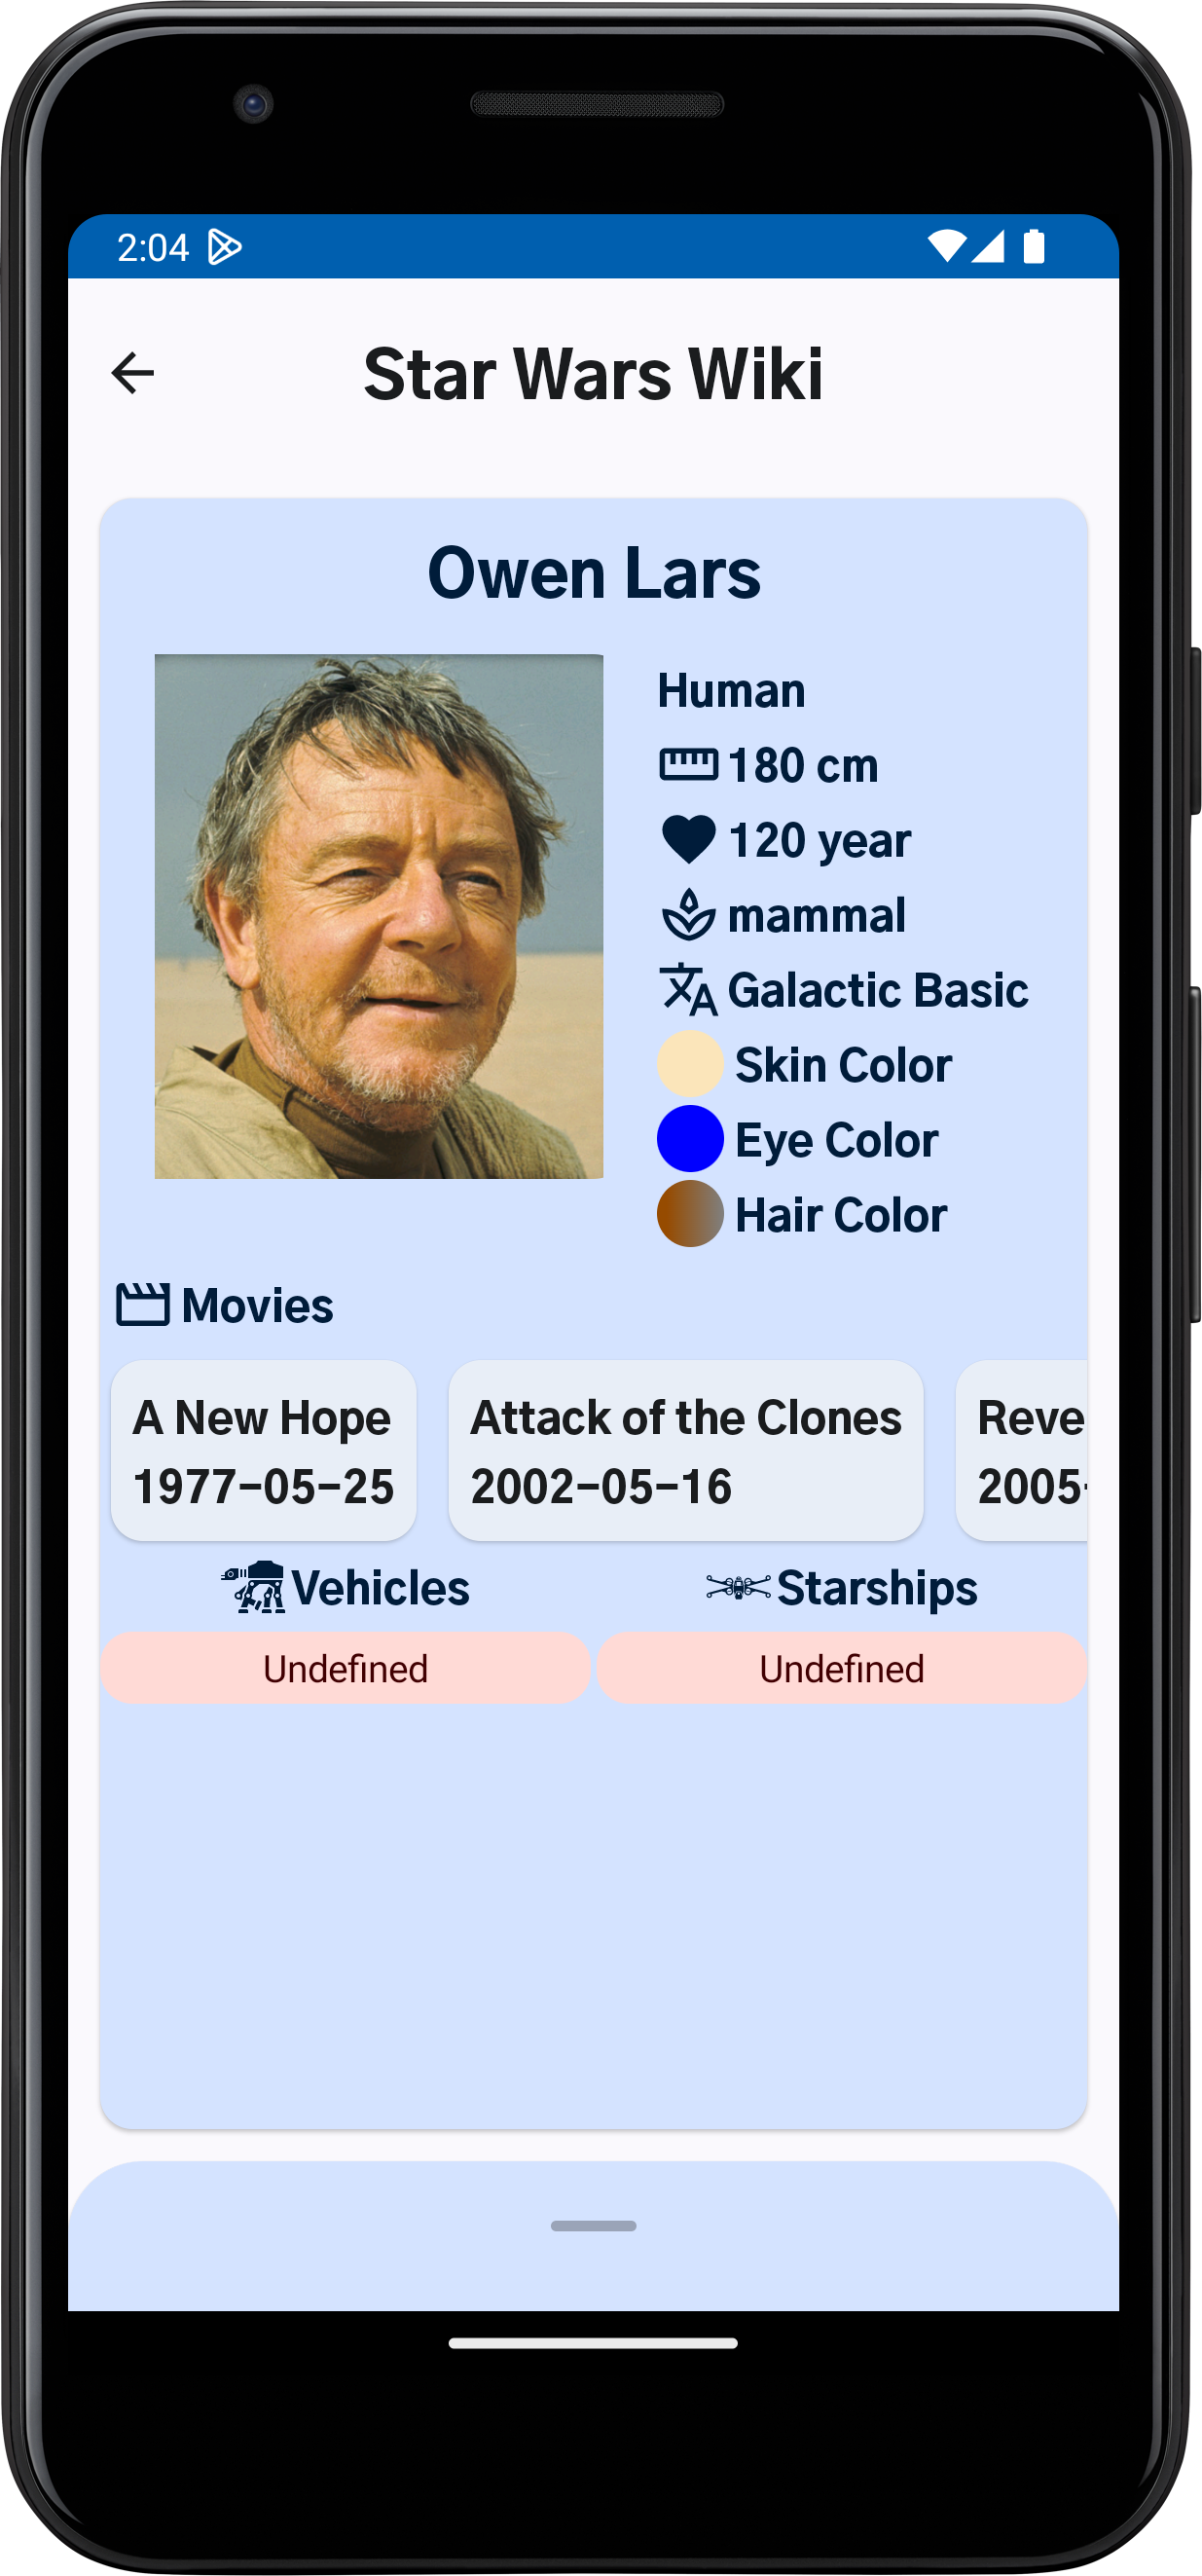 2:04
Star Wars Wiki
Owen Lars
Human
180 cm
120 year
mammal
Galactic Basic
Skin Color
Eye Color
Hair Color
Movies
A New Hope
1977-05-25
Attack of the Clones
2002-05-16
Reve
2005-
Vehicles
Starships
Undefined
Undefined